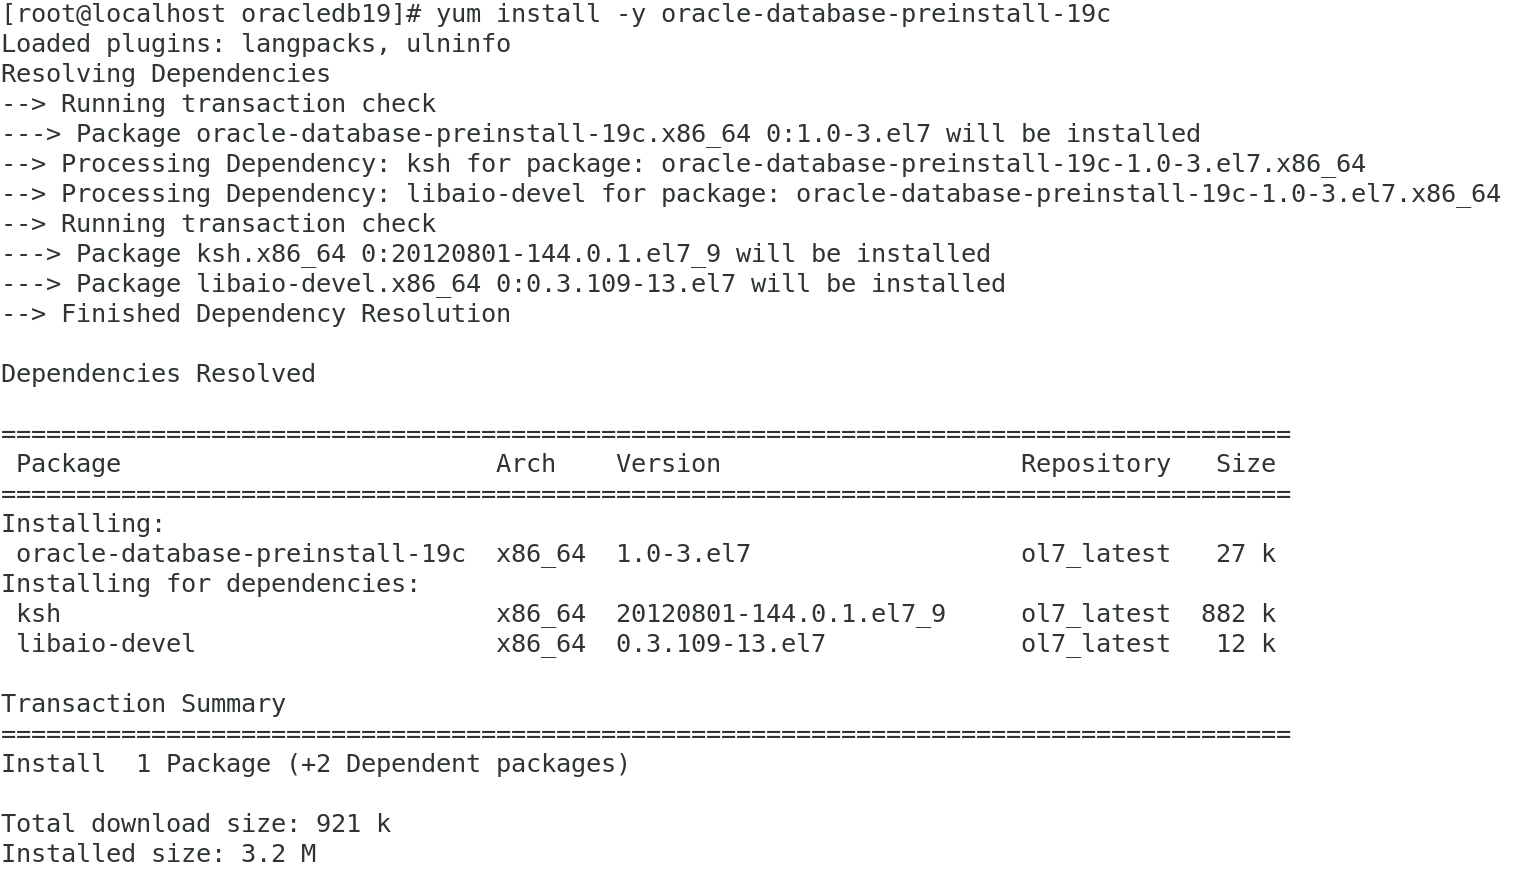 [root@localhost oracledb19]# yum install -y oracle-database-preinstall-19c
Loaded plugins: langpacks, ulninfo
Resolving Dependencies
--> Running transaction check
---> Package oracle-database-preinstall-19c.x86_64 0:1.0-3.el7 will be installed
--> Processing Dependency: ksh for package: oracle-database-preinstall-19c-1.0-3.el7.x86_64
--> Processing Dependency: libaio-devel for package: oracle-database-preinstall-19c-1.0-3.el7.x86_64
--> Running transaction check
---> Package ksh.x86_64 0:20120801-144.0.1.el7_9 will be installed
---> Package libaio-devel.x86_64 0:0.3.109-13.el7 will be installed
--> Finished Dependency Resolution

Dependencies Resolved

======================================================================================
 Package                         Arch    Version                    Repository   Size
======================================================================================
Installing:
 oracle-database-preinstall-19c  x86_64  1.0-3.el7                  ol7_latest   27 k
Installing for dependencies:
 ksh                             x86_64  20120801-144.0.1.el7_9     ol7_latest  882 k
 libaio-devel                    x86_64  0.3.109-13.el7             ol7_latest   12 k

Transaction Summary
======================================================================================
Install  1 Package (+2 Dependent packages)

Total download size: 921 k
Installed size: 3.2 M